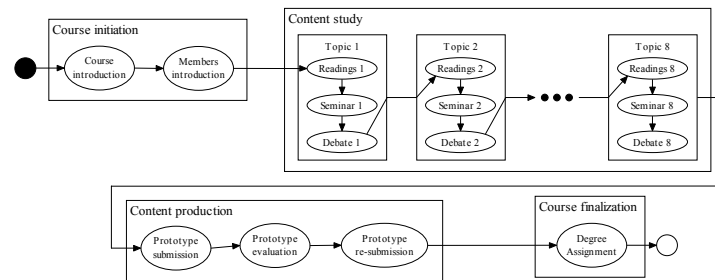 Course initiation
Course
introduction
Members
introduction
Content study
Topic 1
Readings 1
Seminar 1
Debate 1
Topic 2
Readings 2
Seminar 2
Debate 2
Topic 8
Readings 8
Seminar 8
Debate 8
Content production
Prototype
submission
Prototype
evaluation
Prototype
re-submission
Course finalization
Degree
Assignment